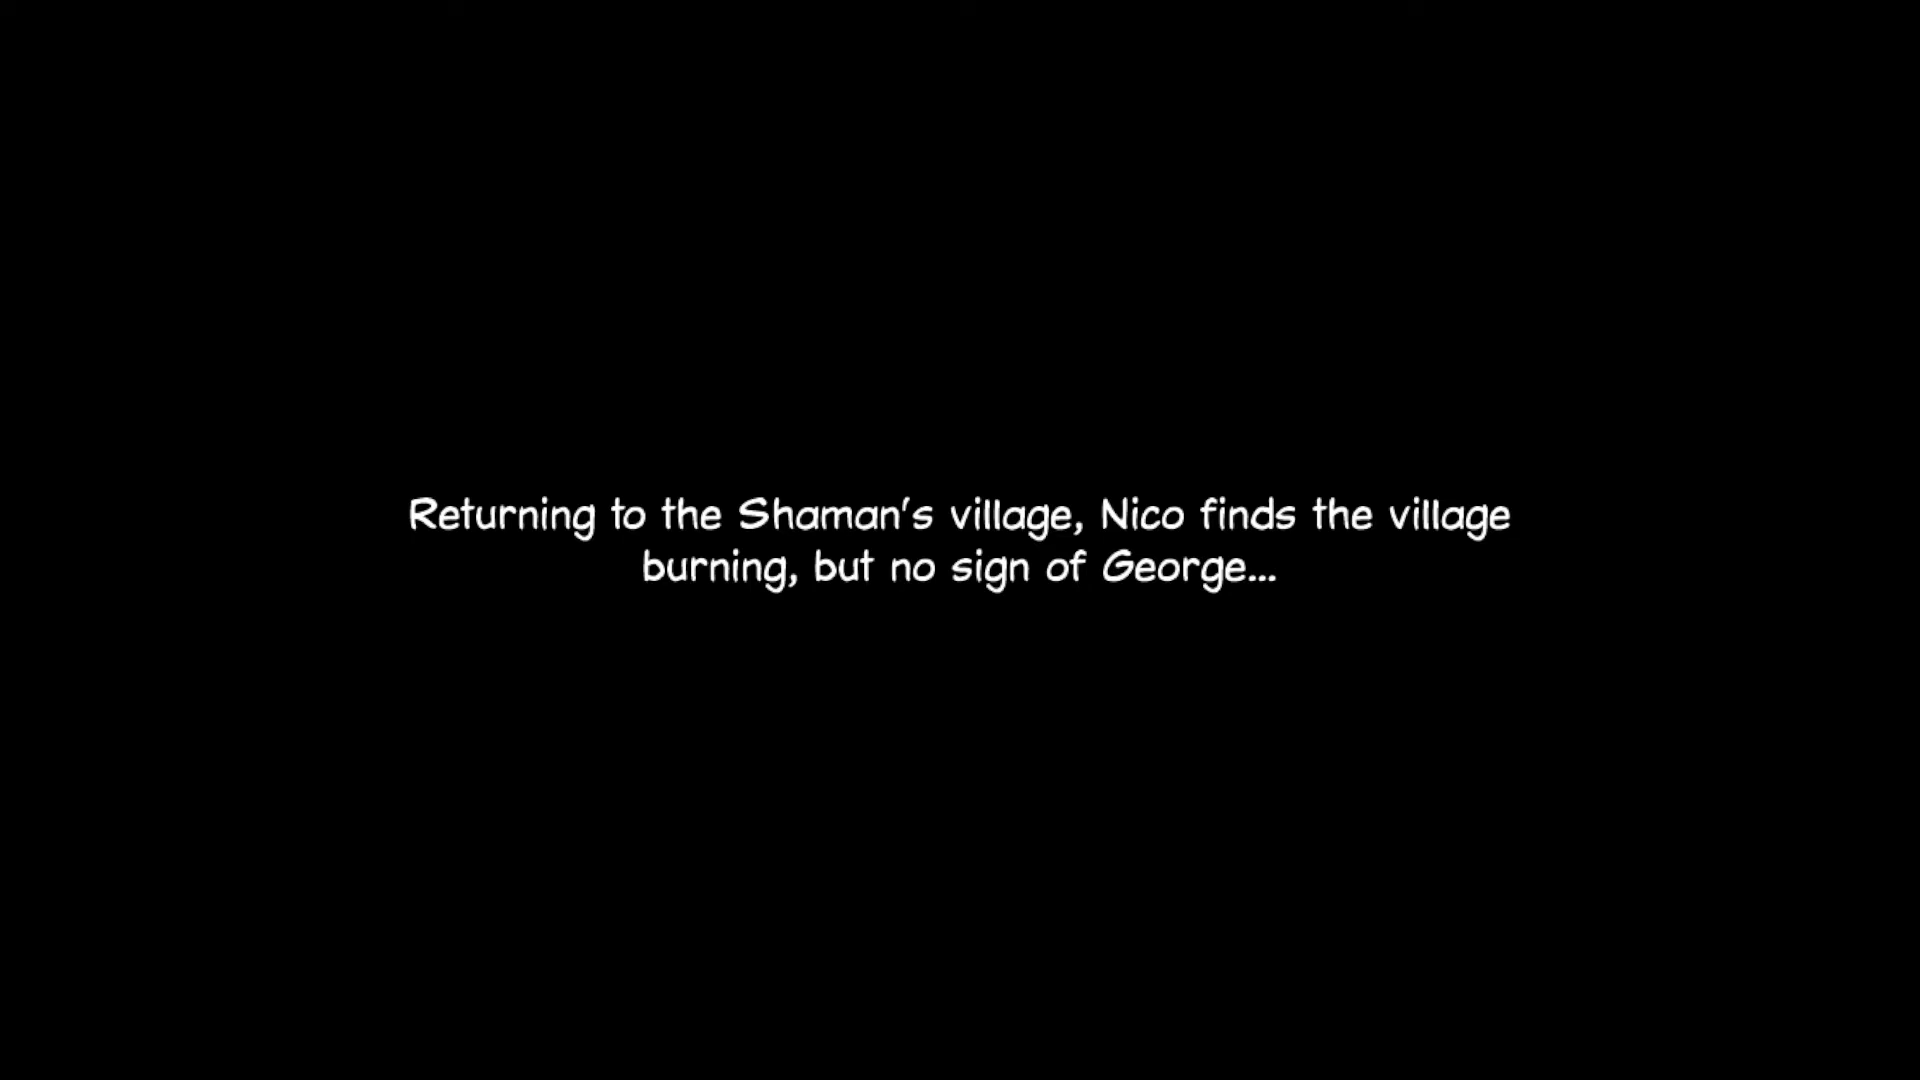 Returning to the Shaman's village, Nico finds the village
burning, but no sign of George...